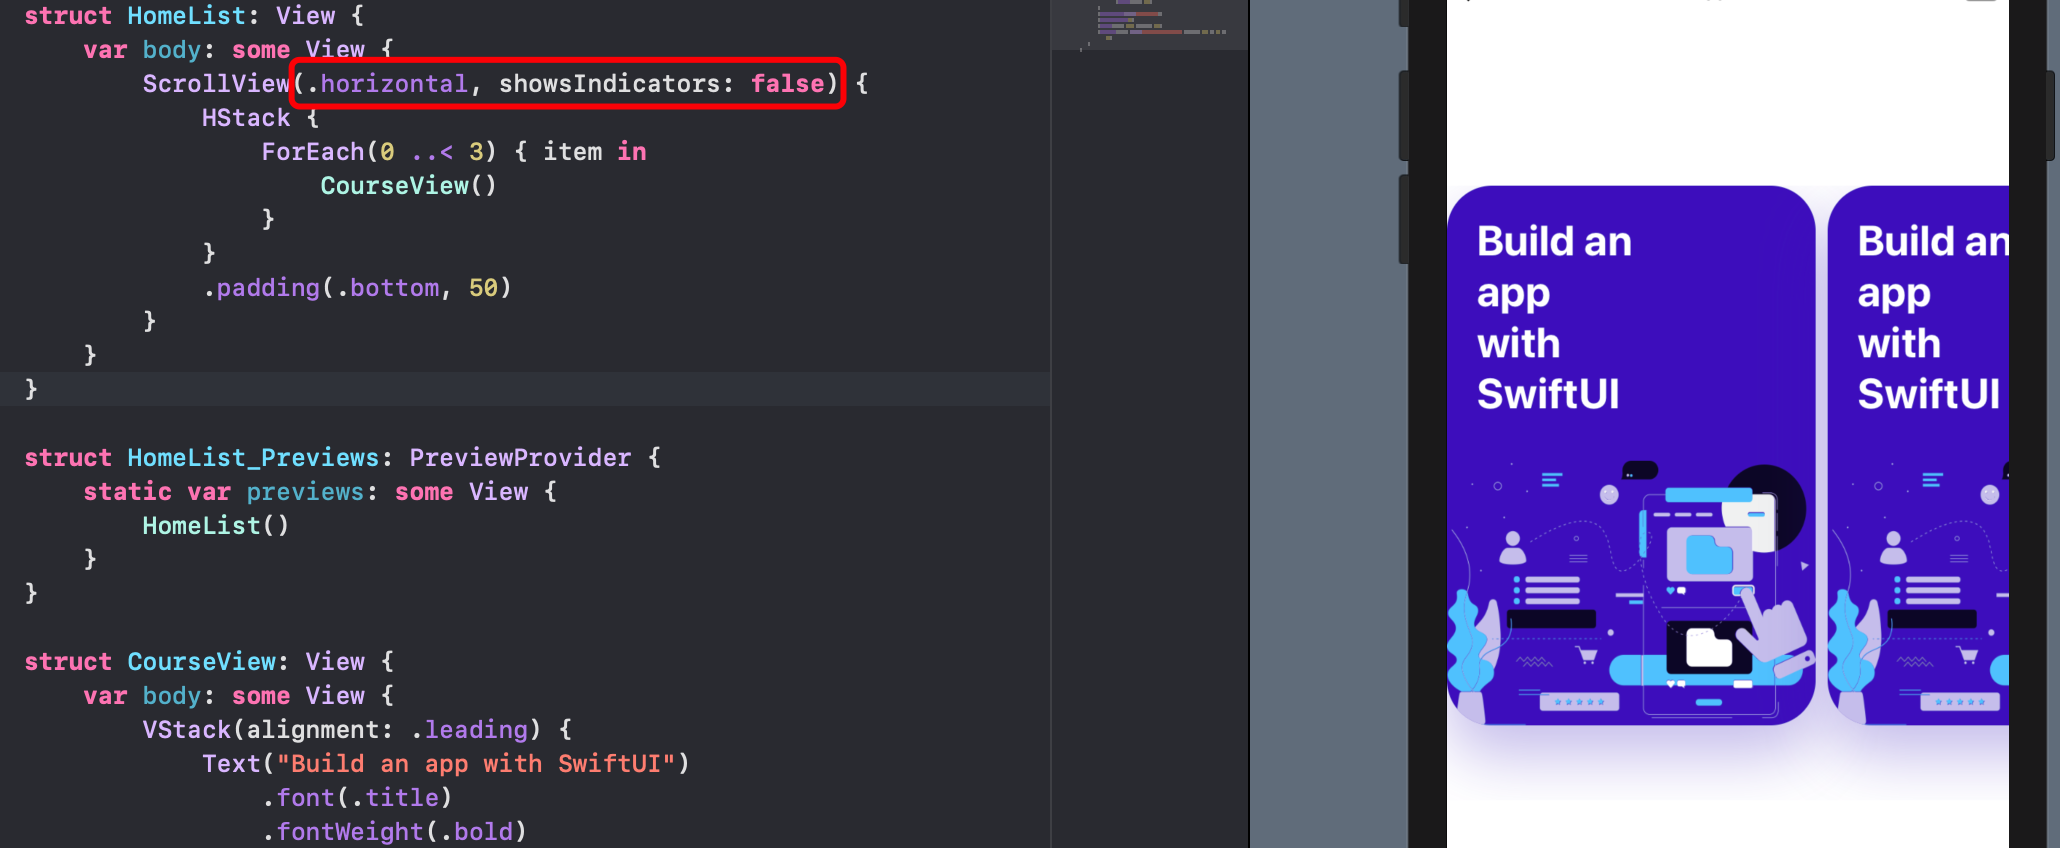 struct HomeList: View {
var body: some View {
ScrollView(.horizontal, showsIndicators: false) {
HStack {
ForEach(0 ..< 3) { item in
CourseView()
}
}
.padding(.bottom, 50)
}
}
}
struct HomeList_Previews: PreviewProvider {
static var previews: some View {
HomeList()
}
}
struct CourseView: View {
var body: some View {
VStack(alignment: .leading) {
Text("Build an app with SwiftUI")
.font(.title)
.fontWeight(.bold)
Build an
app
with
SwiftUI
Build an
app
with
SwiftUI